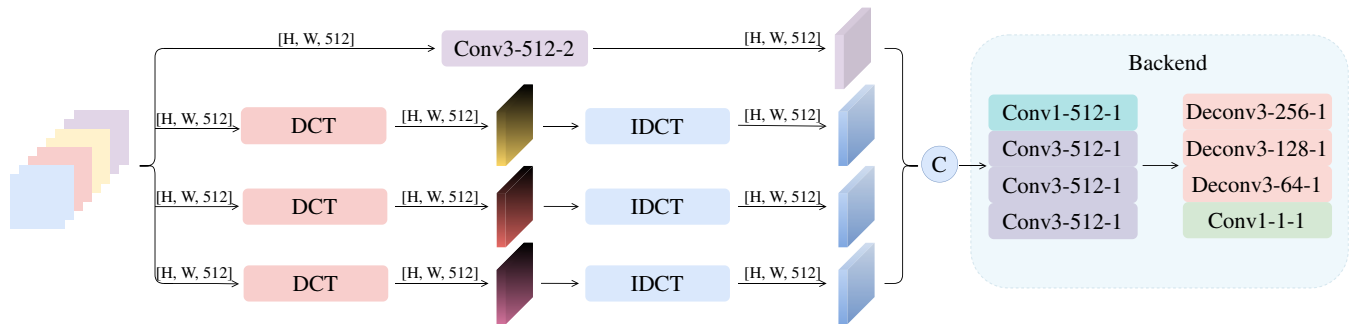 [H, W, 512]
Conv3-512-2
[H, W, 512]
[H, W, 512]
DCT
[H, W, 512]
IDCT
[H, W, 512]
[H, W, 512]
DCT
[H, W, 512]
IDCT
[H, W, 512]
[H, W, 512]
DCT
[H, W, 512]
IDCT
[H, W, 512]
C
Backend
Conv1-512-1
Conv3-512-1
Conv3-512-1
Conv3-512-1
Deconv3-256-1
Deconv3-128-1
Deconv3-64-1
Conv1-1-1